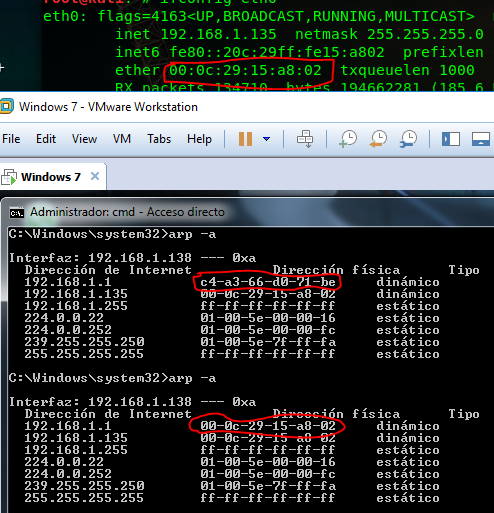 root@kali:~# ifconfig eth0
eth0: flags=4163<UP,BROADCAST,RUNNING,MULTICAST>
inet 192.168.1.135 netmask 255.255.255.0
inet6 fe80::20c:29ff:fe15:a802 prefixlen
ether 00:0c:29:15:a8:02 txqueuelen 1000
RX packets 134710 bytes 194662281 (185.6
Windows 7 - VMware Workstation
File Edit View VM Tabs Help
Windows 7 ×
Administrador: cmd - Acceso directo
C:\Windows\system32>arp -a
Interfaz: 192.168.1.138 --- 0xa
Dirección de Internet Dirección física Tipo
192.168.1.1 c4-a3-66-d0-71-be dinámico
192.168.1.135 00-0c-29-15-a8-02 dinámico
192.168.1.255 ff-ff-ff-ff-ff-ff estático
224.0.0.22 01-00-5e-00-00-16 estático
224.0.0.252 01-00-5e-00-00-fc estático
239.255.255.250 01-00-5e-7f-ff-fa estático
255.255.255.255 ff-ff-ff-ff-ff-ff estático
C:\Windows\system32>arp -a
Interfaz: 192.168.1.138 --- 0xa
Dirección de Internet Dirección física Tipo
192.168.1.1 00-0c-29-15-a8-02 dinámico
192.168.1.135 00-0c-29-15-a8-02 dinámico
192.168.1.255 ff-ff-ff-ff-ff-ff estático
224.0.0.22 01-00-5e-00-00-16 estático
224.0.0.252 01-00-5e-00-00-fc estático
239.255.255.250 01-00-5e-7f-ff-fa estático
255.255.255.255 ff-ff-ff-ff-ff-ff estático